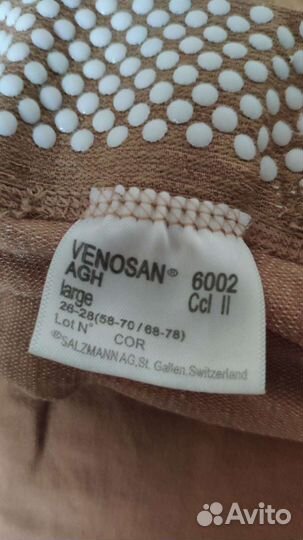 VENOSAN® 6002
AGH Ccl II
large
26-28(58-70/68-78)
Lot N° COR
®SALZMANN AG, St. Gallen, Switzerland
Avito